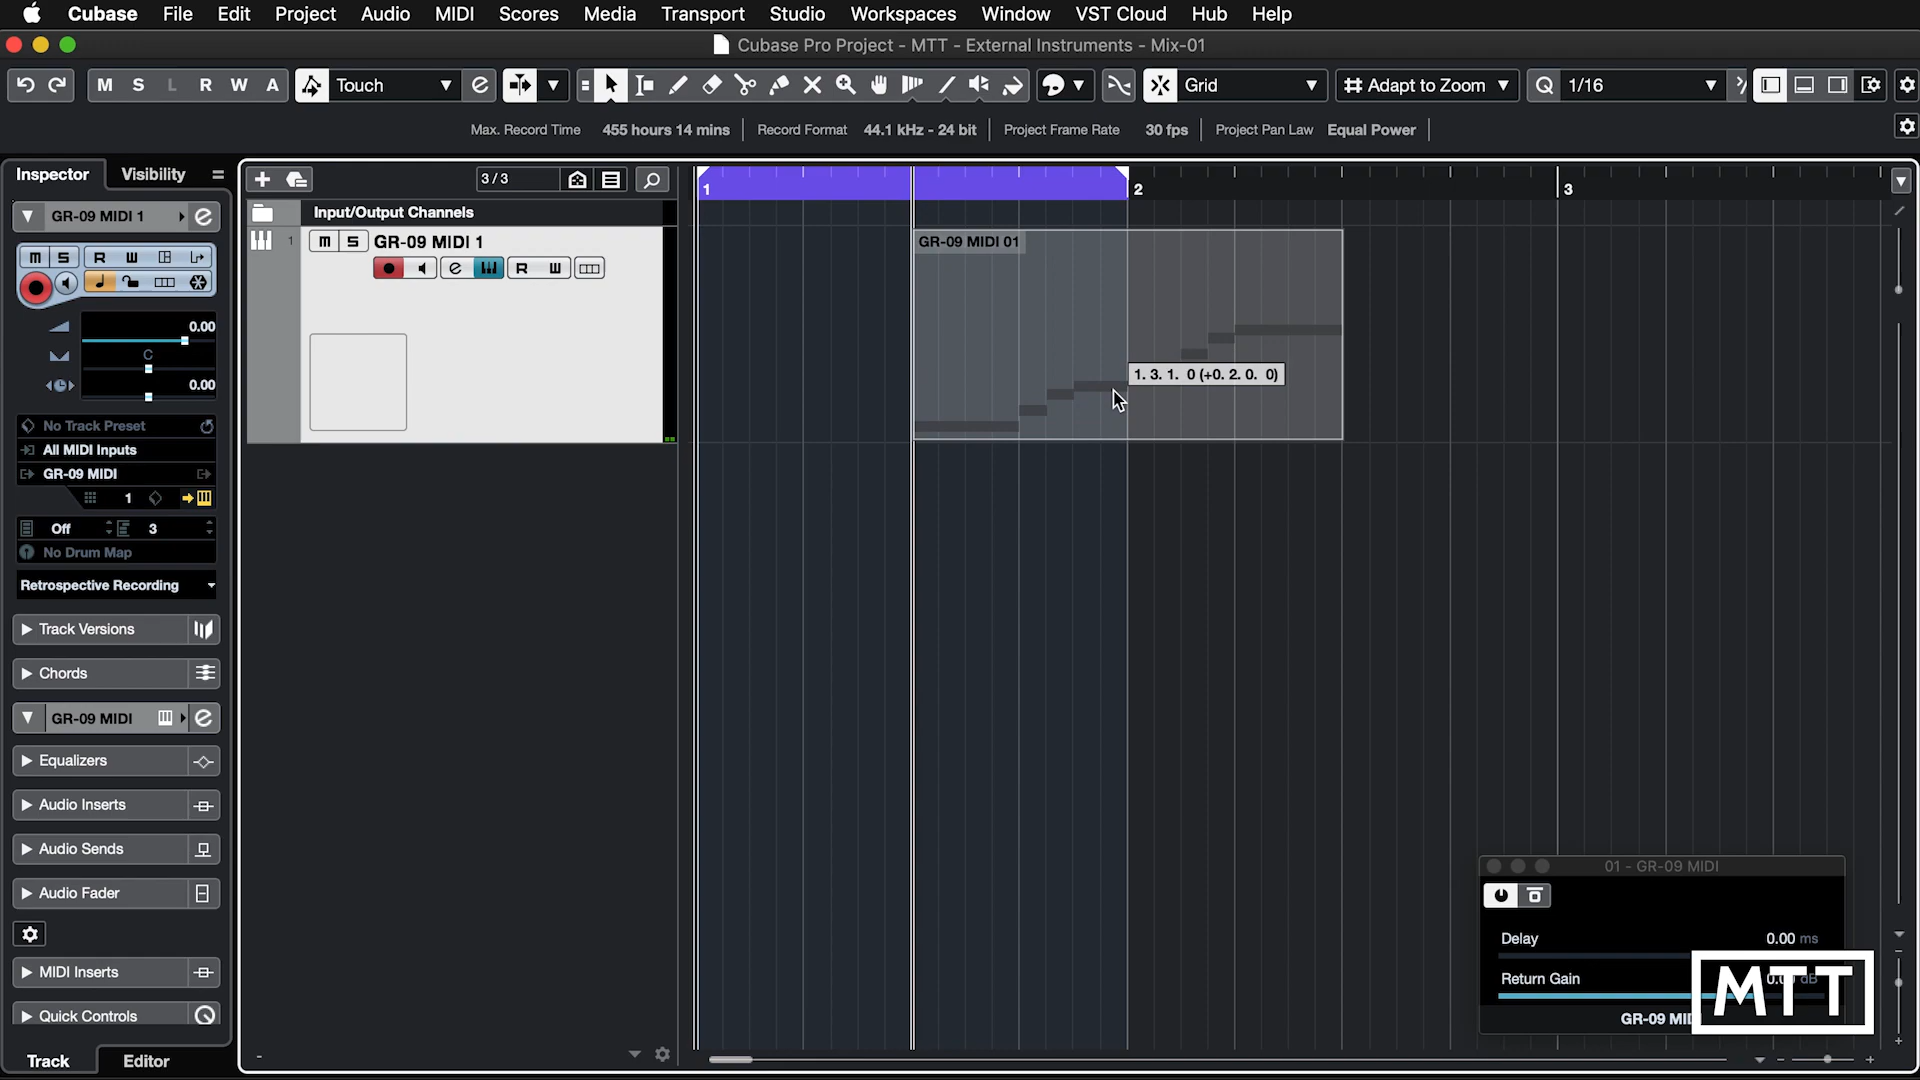 Cubase File Edit Project Audio MIDI Scores Media Transport Studio Workspaces Window VST Cloud Hub Help
Cubase Pro Project - MTT - External Instruments - Mix-01
M S L R W A Touch e Grid Adapt to Zoom Q 1/16
Max. Record Time 455 hours 14 mins Record Format 44.1 kHz - 24 bit Project Frame Rate 30 fps Project Pan Law Equal Power
Inspector Visibility
3/3
1 2 3
GR-09 MIDI 1 e
Input/Output Channels
1 m S GR-09 MIDI 1
GR-09 MIDI 01
m S R W
e R W
0.00
C
0.00
1. 3. 1. 0 (+0. 2. 0. 0)
No Track Preset
All MIDI Inputs
GR-09 MIDI
1
Off 3
No Drum Map
Retrospective Recording
Track Versions
Chords
GR-09 MIDI e
Equalizers
Audio Inserts
Audio Sends
Audio Fader
MIDI Inserts
Quick Controls
Track Editor
-
01 - GR-09 MIDI
Delay 0.00 ms
Return Gain dB
GR-09
MTT